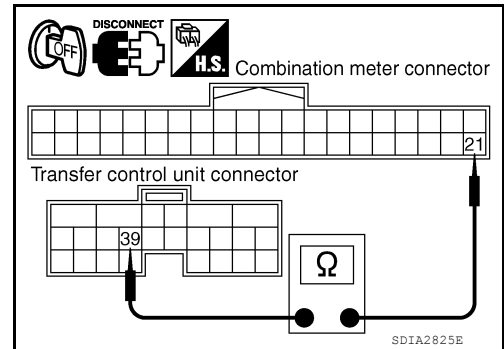 DISCONNECT
OFF
H.S.
Combination meter connector
21
Transfer control unit connector
39
Ω
SDIA2825E